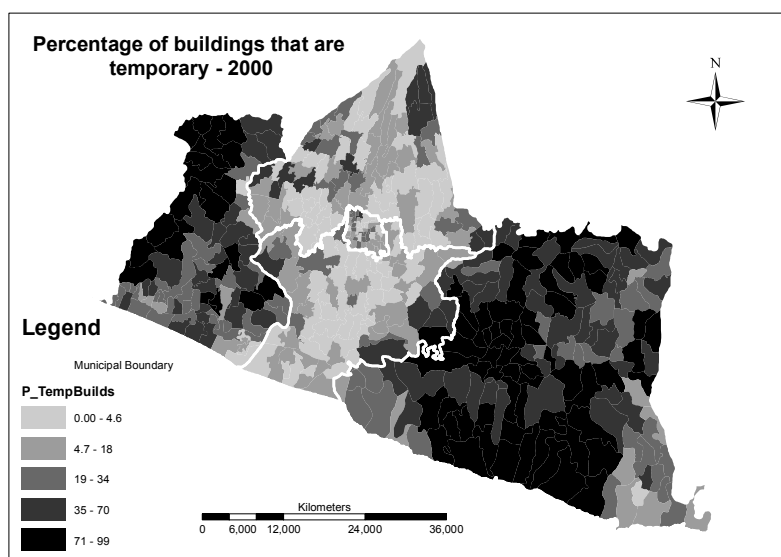 Percentage of buildings that are
temporary - 2000
N
Legend
Municipal Boundary
P_TempBuilds
0.00 - 4.6
4.7 - 18
19 - 34
35 - 70
71 - 99
Kilometers
0 6,000 12,000 24,000 36,000